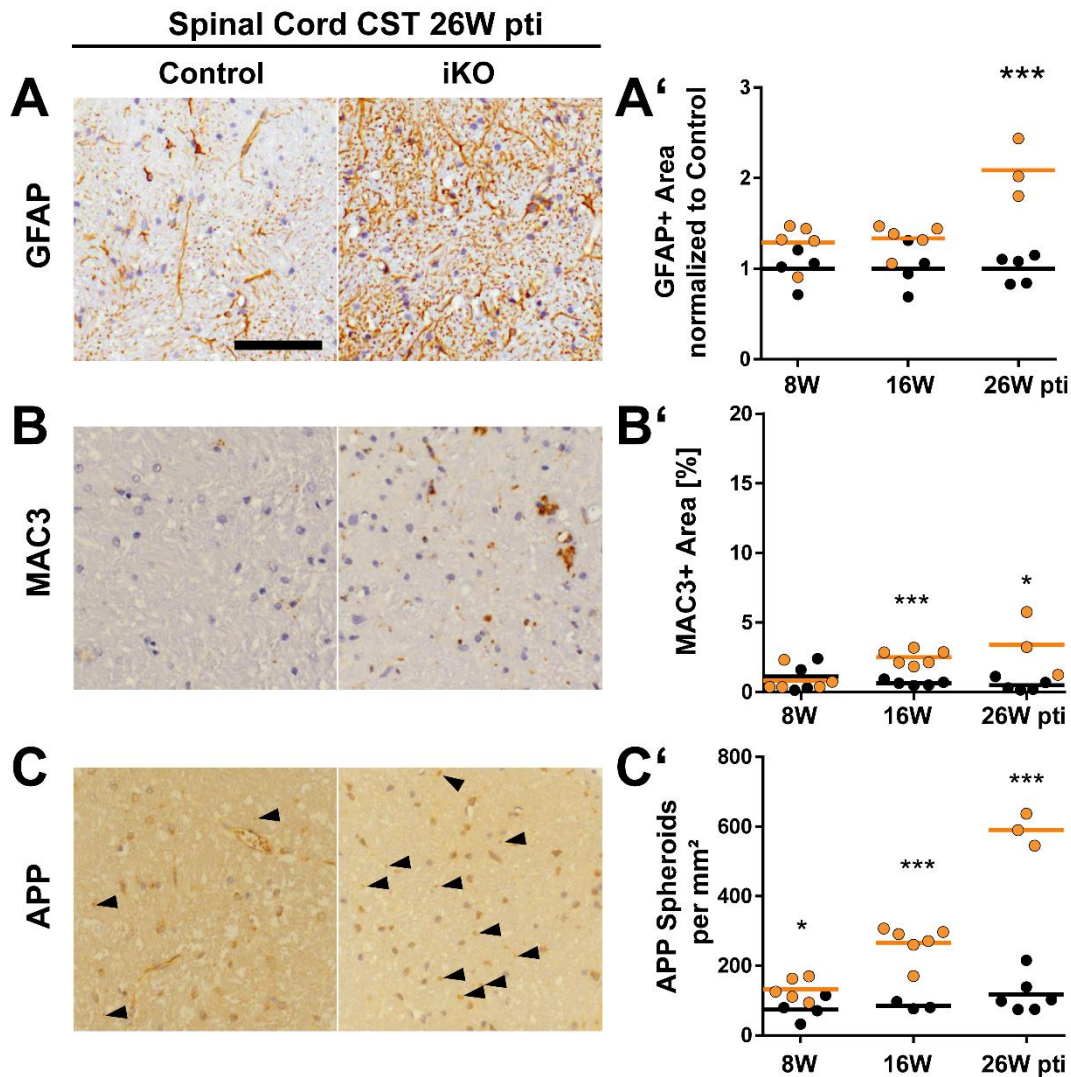 Spinal Cord CST 26W pti
Control
iKO
A
GFAP
A'
GFAP+ Area
normalized to Control
3
2
1
0
***
8W
16W
26W pti
B
MAC3
B'
MAC3+ Area [%]
20
15
10
5
0
***
*
8W
16W
26W pti
C
APP
C'
APP Spheroids
per mm²
800
600
400
200
0
*
***
***
8W
16W
26W pti